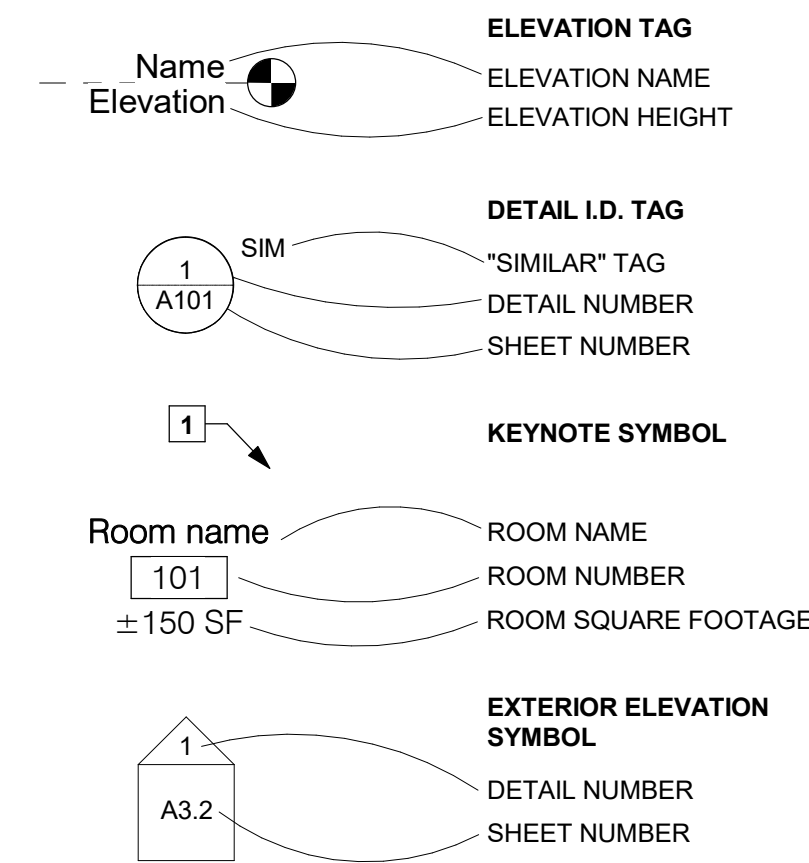 ELEVATION TAG
Name
ELEVATION NAME
Elevation
ELEVATION HEIGHT
DETAIL I.D. TAG
SIM
"SIMILAR" TAG
1
DETAIL NUMBER
A101
SHEET NUMBER
1
KEYNOTE SYMBOL
Room name
ROOM NAME
101
ROOM NUMBER
±150 SF
ROOM SQUARE FOOTAGE
EXTERIOR ELEVATION
SYMBOL
1
DETAIL NUMBER
A3.2
SHEET NUMBER